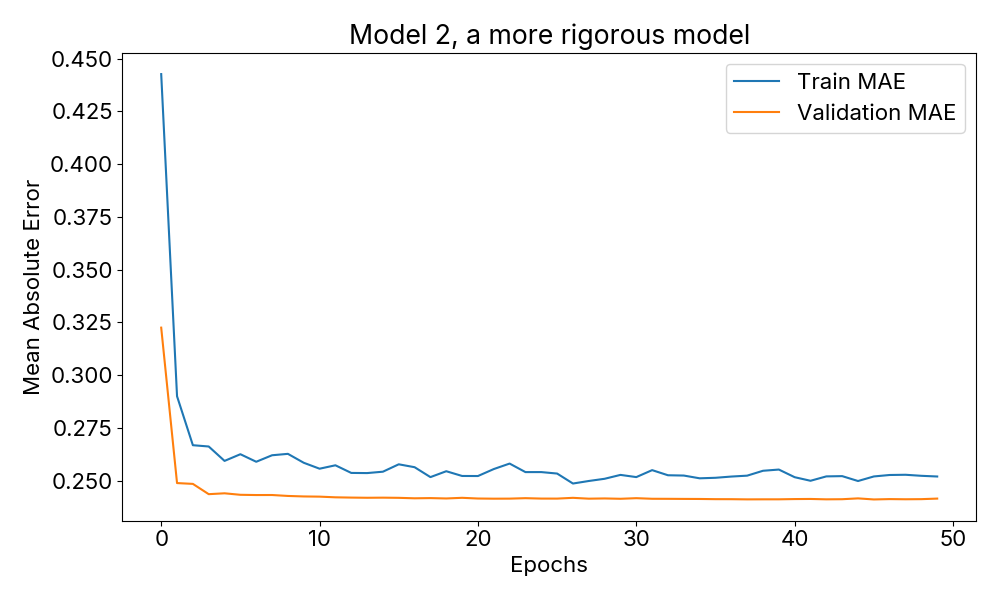 Model 2, a more rigorous model
0.450
0.425
0.400
0.375
0.350
0.325
0.300
0.275
0.250
Mean Absolute Error
Train MAE
Validation MAE
0 10 20 30 40 50
Epochs